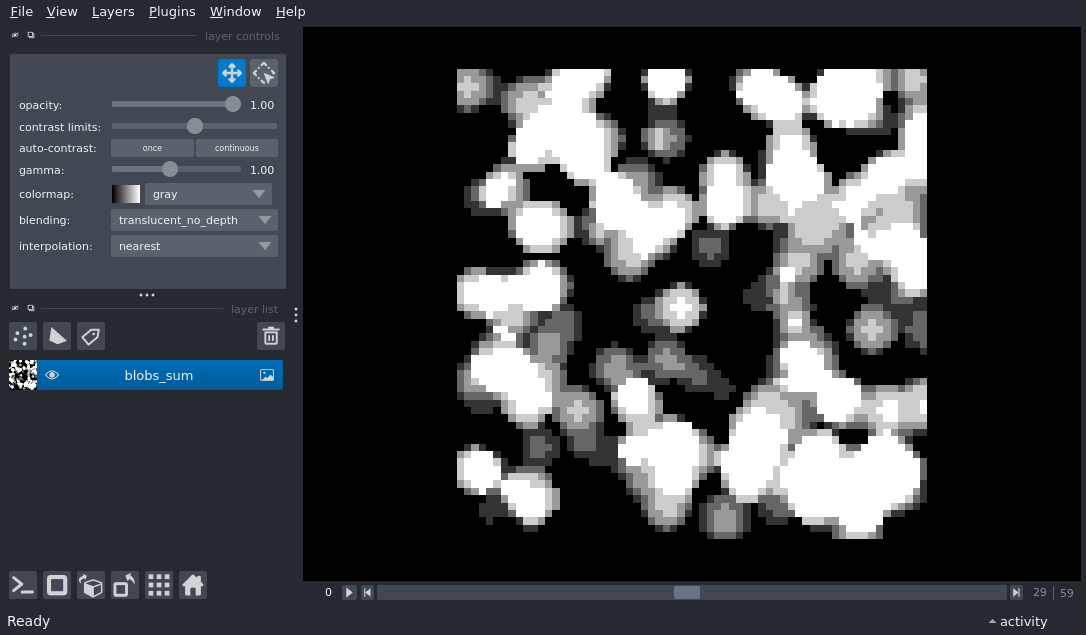 File View Layers Plugins Window Help
layer controls
opacity: 1.00
contrast limits:
auto-contrast: once continuous
gamma: 1.00
colormap: gray
blending: translucent_no_depth
interpolation: nearest
layer list
blobs_sum
0 29 59
Ready activity